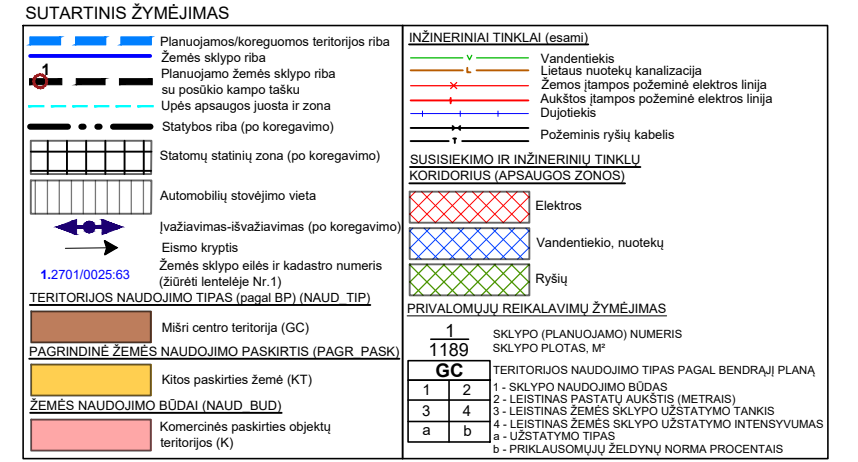 SUTARTINIS ŽYMĖJIMAS
Planuojamos/koreguomos teritorijos riba
Žemės sklypo riba
1
Planuojamo žemės sklypo riba
su posūkio kampo tašku
Upės apsaugos juosta ir zona
Statybos riba (po koregavimo)
Statomų statinių zona (po koregavimo)
Automobilių stovėjimo vieta
Įvažiavimas-išvažiavimas (po koregavimo)
Eismo kryptis
1.2701/0025:63
Žemės sklypo eilės ir kadastro numeris
(žiūrėti lentelėje Nr.1)
TERITORIJOS NAUDOJIMO TIPAS (pagal BP) (NAUD_TIP)
Mišri centro teritorija (GC)
PAGRINDINĖ ŽEMĖS NAUDOJIMO PASKIRTIS (PAGR_PASK)
Kitos paskirties žemė (KT)
ŽEMĖS NAUDOJIMO BŪDAI (NAUD_BUD)
Komercinės paskirties objektų
teritorijos (K)
INŽINERINIAI TINKLAI (esami)
V
Vandentiekis
L
Lietaus nuotekų kanalizacija
Žemos įtampos požeminė elektros linija
Aukštos įtampos požeminė elektros linija
Dujotiekis
T
Požeminis ryšių kabelis
SUSISIEKIMO IR INŽINERINIŲ TINKLŲ
KORIDORIUS (APSAUGOS ZONOS)
Elektros
Vandentiekio, nuotekų
Ryšių
PRIVALOMŲJŲ REIKALAVIMŲ ŽYMĖJIMAS
1
SKLYPO (PLANUOJAMO) NUMERIS
1189
SKLYPO PLOTAS, M²
GC
TERITORIJOS NAUDOJIMO TIPAS PAGAL BENDRĄJĮ PLANĄ
1 2
3 4
a b
1 - SKLYPO NAUDOJIMO BŪDAS
2 - LEISTINAS PASTATŲ AUKŠTIS (METRAIS)
3 - LEISTINAS ŽEMĖS SKLYPO UŽSTATYMO TANKIS
4 - LEISTINAS ŽEMĖS SKLYPO UŽSTATYMO INTENSYVUMAS
a - UŽSTATYMO TIPAS
b - PRIKLAUSOMŲJŲ ŽELDYNŲ NORMA PROCENTAIS